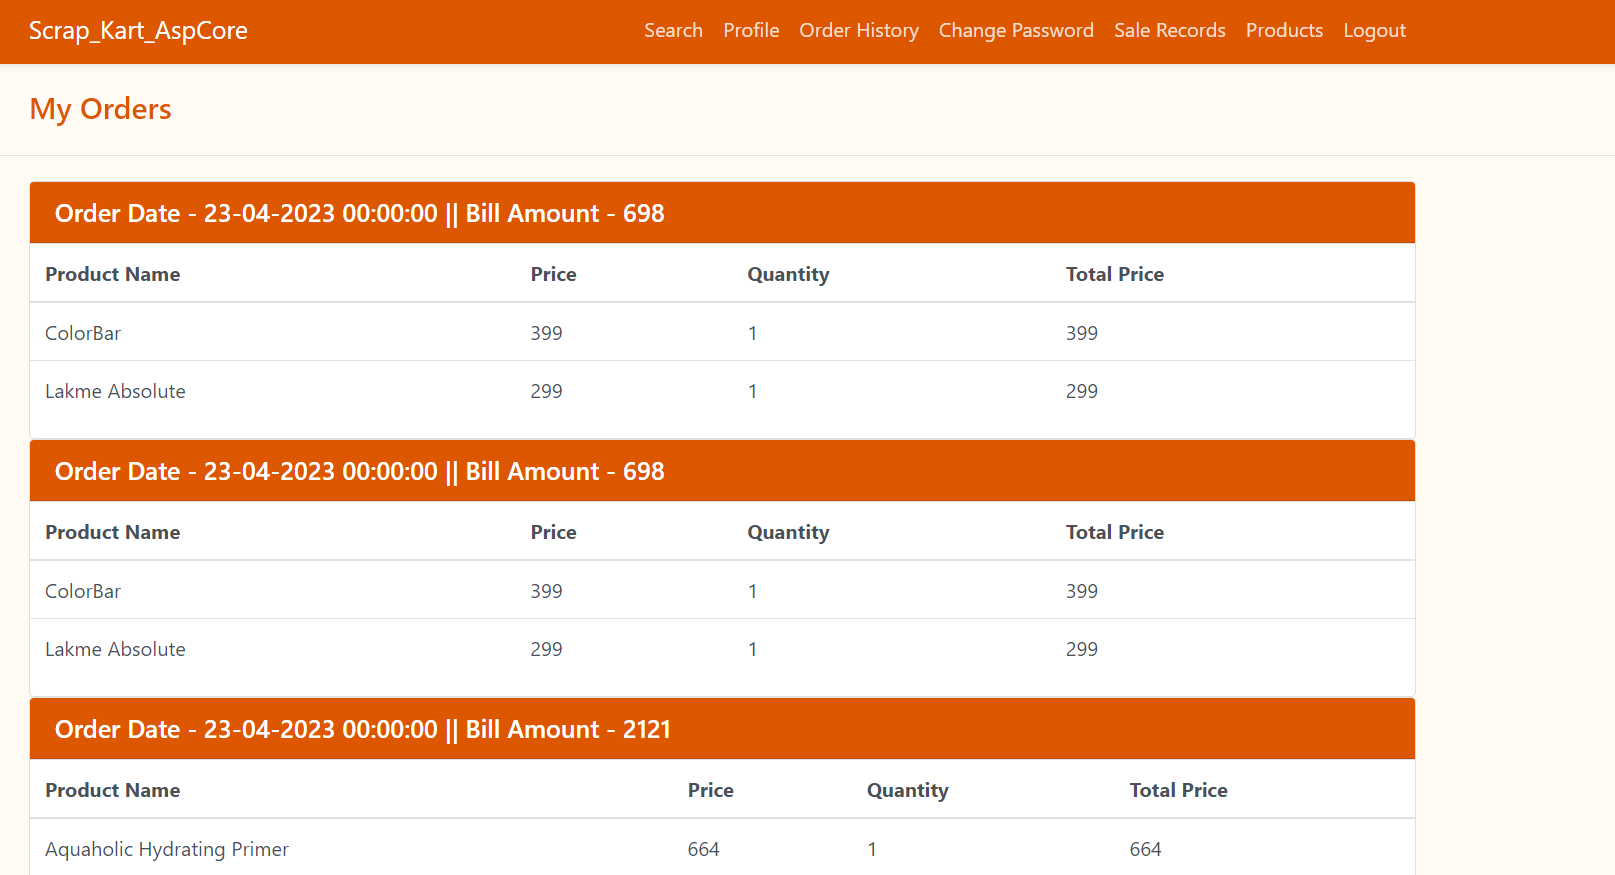 Scrap_Kart_AspCore Search Profile Order History Change Password Sale Records Products Logout
My Orders
Order Date - 23-04-2023 00:00:00 || Bill Amount - 698
Product Name Price Quantity Total Price
ColorBar 399 1 399
Lakme Absolute 299 1 299
Order Date - 23-04-2023 00:00:00 || Bill Amount - 698
Product Name Price Quantity Total Price
ColorBar 399 1 399
Lakme Absolute 299 1 299
Order Date - 23-04-2023 00:00:00 || Bill Amount - 2121
Product Name Price Quantity Total Price
Aquaholic Hydrating Primer 664 1 664